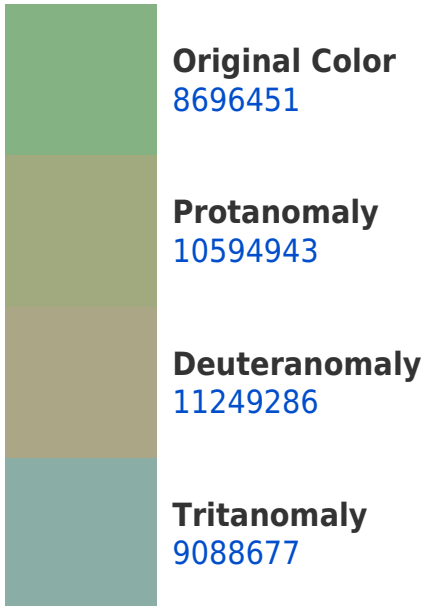 Original Color
8696451
Protanomaly
10594943
Deuteranomaly
11249286
Tritanomaly
9088677